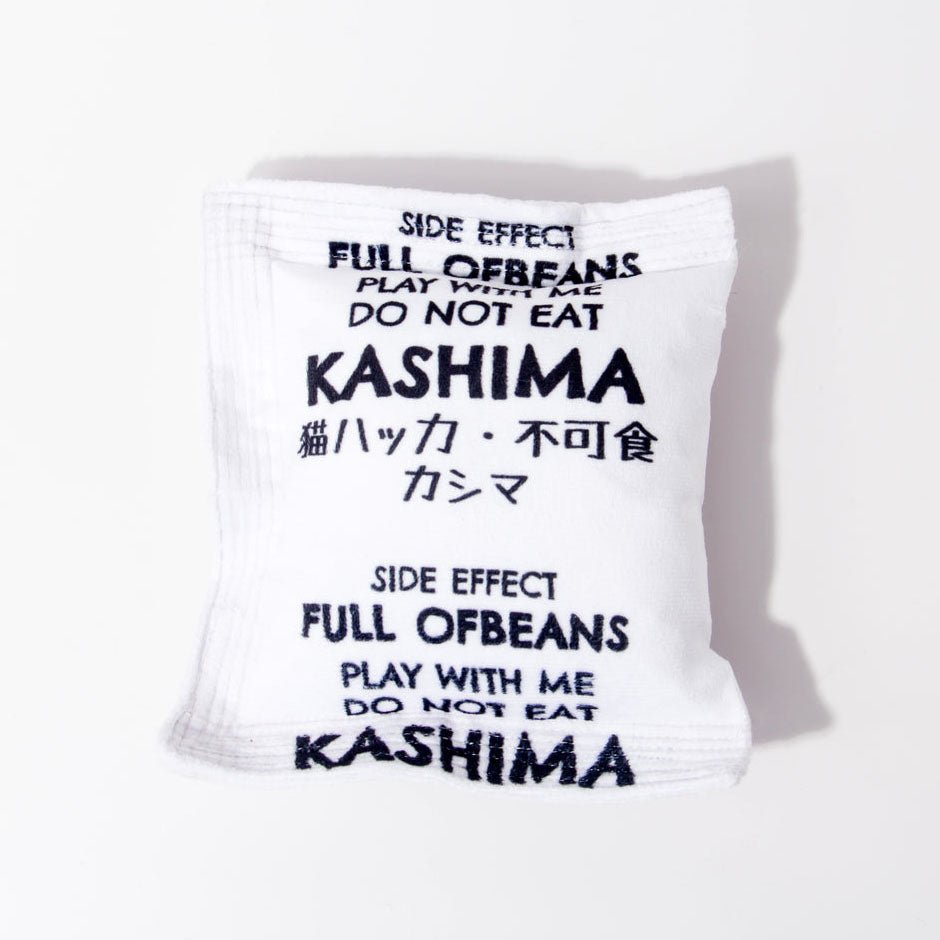 SIDE EFFECT
FULL OFBEANS
PLAY WITH ME
DO NOT EAT
KASHIMA
猫ハッカ・不可食
カシマ
SIDE EFFECT
FULL OFBEANS
PLAY WITH ME
DO NOT EAT
KASHIMA